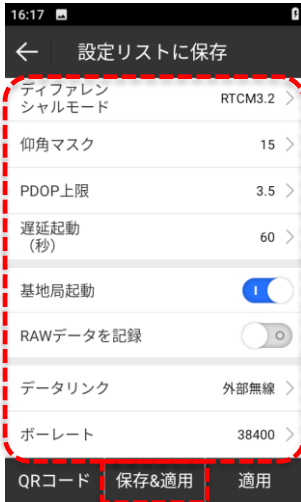 16:17
設定リストに保存
ディファレン
シャルモード
RTCM3.2
仰角マスク
15
PDOP上限
3.5
遅延起動
（秒）
60
基地局起動
RAWデータを記録
データリンク
外部無線
ボーレート
38400
QRコード
保存&適用
適用